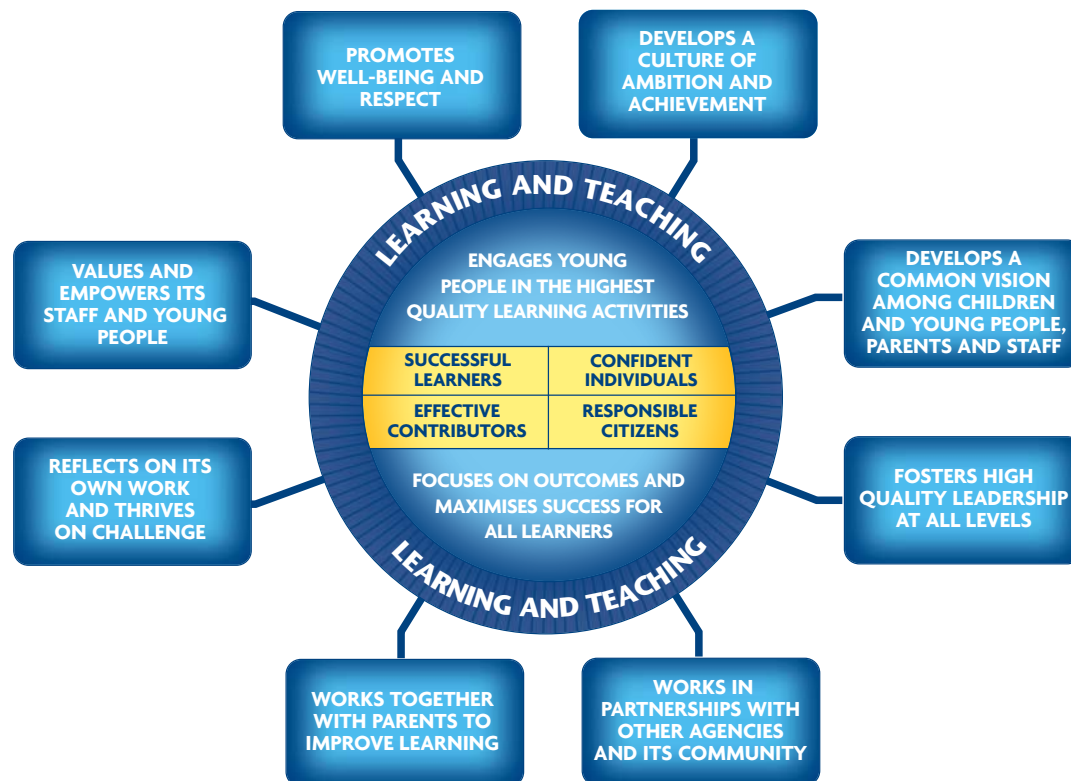 PROMOTES
WELL-BEING AND
RESPECT
DEVELOPS A
CULTURE OF
AMBITION AND
ACHIEVEMENT
VALUES AND
EMPOWERS ITS
STAFF AND YOUNG
PEOPLE
LEARNING AND TEACHING
ENGAGES YOUNG
PEOPLE IN THE HIGHEST
QUALITY LEARNING ACTIVITIES
SUCCESSFUL
LEARNERS
CONFIDENT
INDIVIDUALS
EFFECTIVE
CONTRIBUTORS
RESPONSIBLE
CITIZENS
FOCUSES ON OUTCOMES AND
MAXIMISES SUCCESS FOR
ALL LEARNERS
LEARNING AND TEACHING
DEVELOPS A
COMMON VISION
AMONG CHILDREN
AND YOUNG PEOPLE,
PARENTS AND STAFF
REFLECTS ON ITS
OWN WORK
AND THRIVES
ON CHALLENGE
FOSTERS HIGH
QUALITY LEADERSHIP
AT ALL LEVELS
WORKS TOGETHER
WITH PARENTS TO
IMPROVE LEARNING
WORKS IN
PARTNERSHIPS WITH
OTHER AGENCIES
AND ITS COMMUNITY